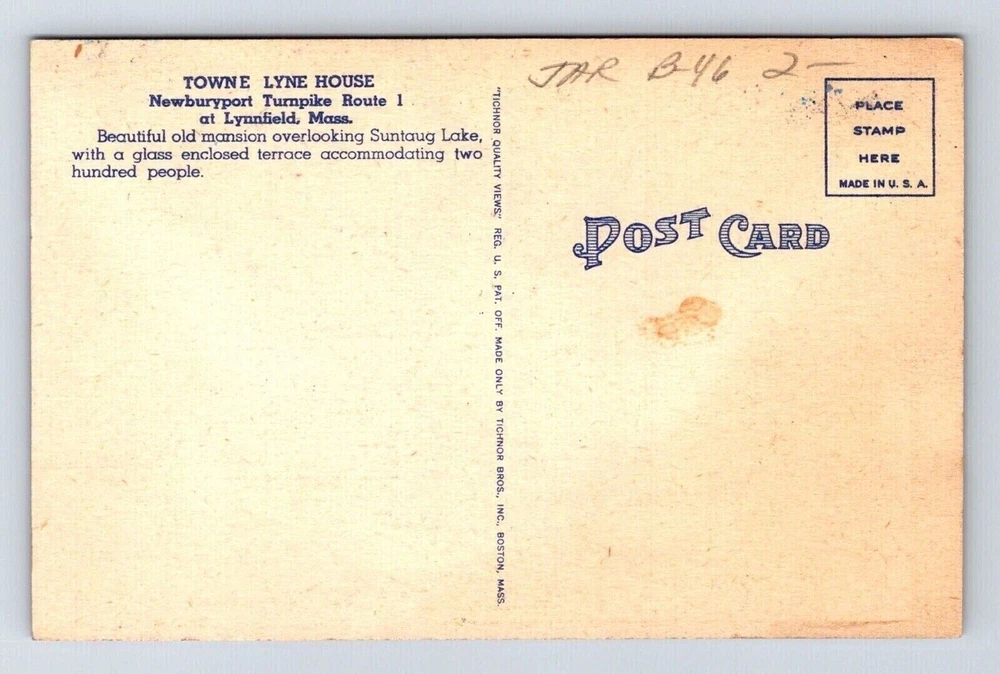 TOWNE LYNE HOUSE
Newburyport Turnpike Route 1
at Lynnfield, Mass.
Beautiful old mansion overlooking Suntaug Lake,
with a glass enclosed terrace accommodating two
hundred people.
"TICHNOR QUALITY VIEWS" REG. U. S. PAT. OFF. MADE ONLY BY TICHNOR BROS., INC., BOSTON, MASS.
JAR B-46 2-
PLACE
STAMP
HERE
MADE IN U. S. A.
POST CARD